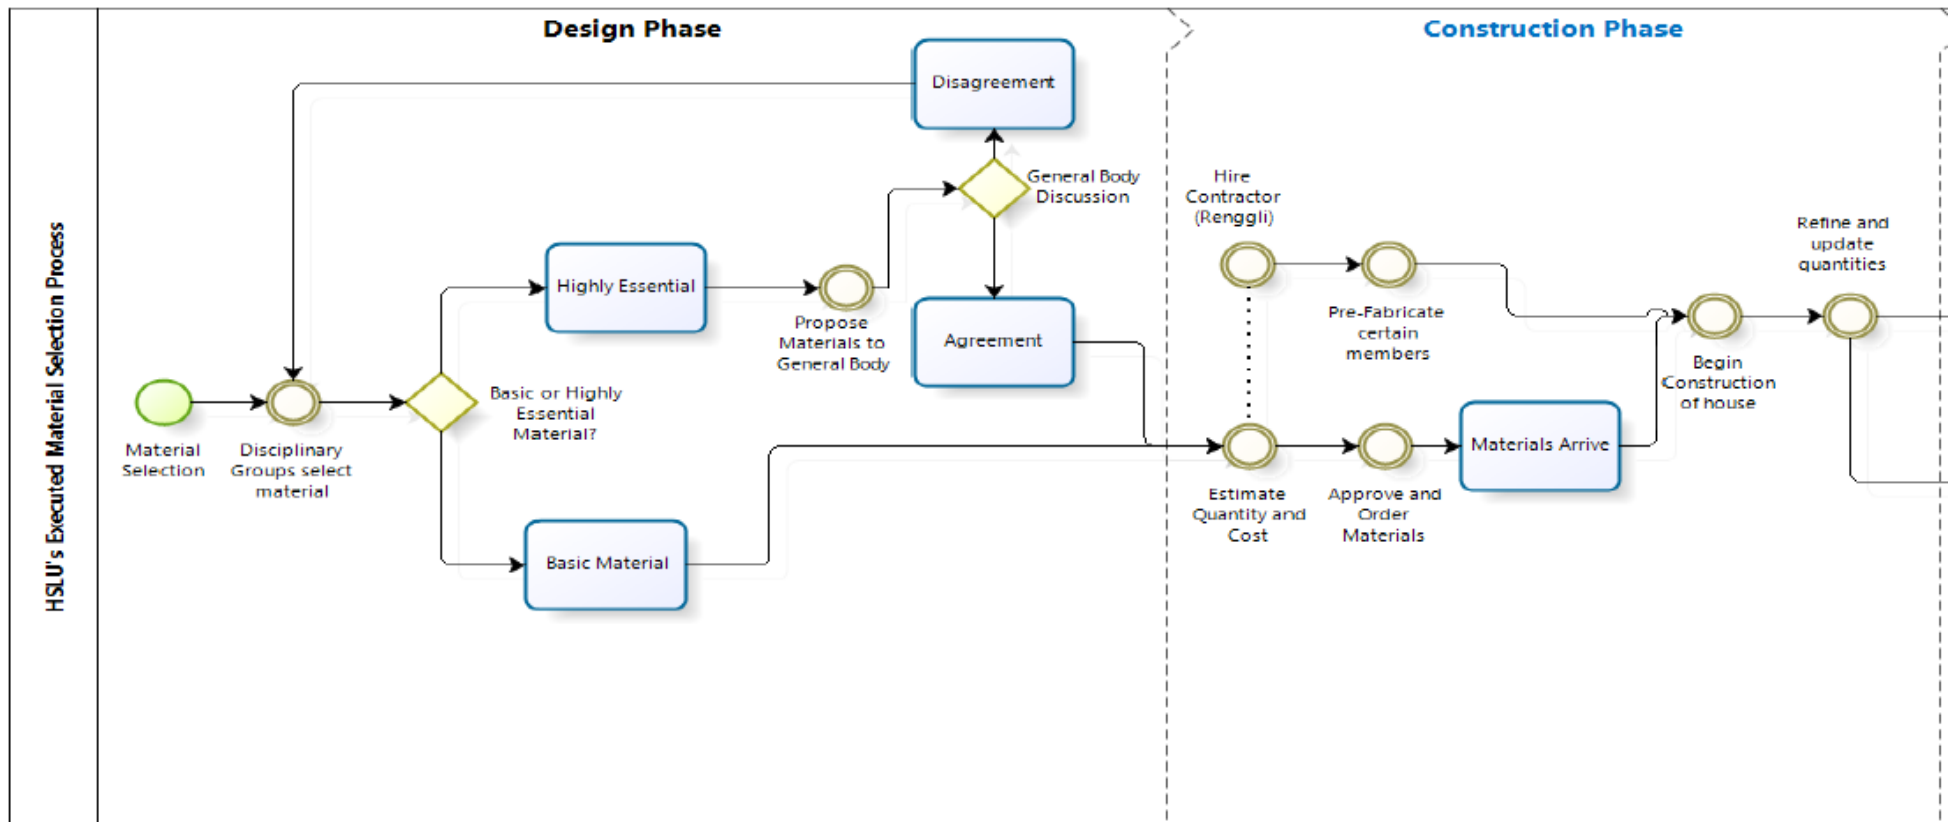 Design Phase
Construction Phase
HSLU's Executed Material Selection Process
Disagreement
General Body
Discussion
Hire
Contractor
(Renggli)
Refine and
update
quantities
Highly Essential
Propose
Materials to
General Body
Agreement
Pre-Fabricate
certain
members
Begin
Construction
of house
Basic or Highly
Essential
Material?
Material
Selection
Disciplinary
Groups select
material
Materials Arrive
Estimate
Quantity and
Cost
Approve and
Order
Materials
Basic Material